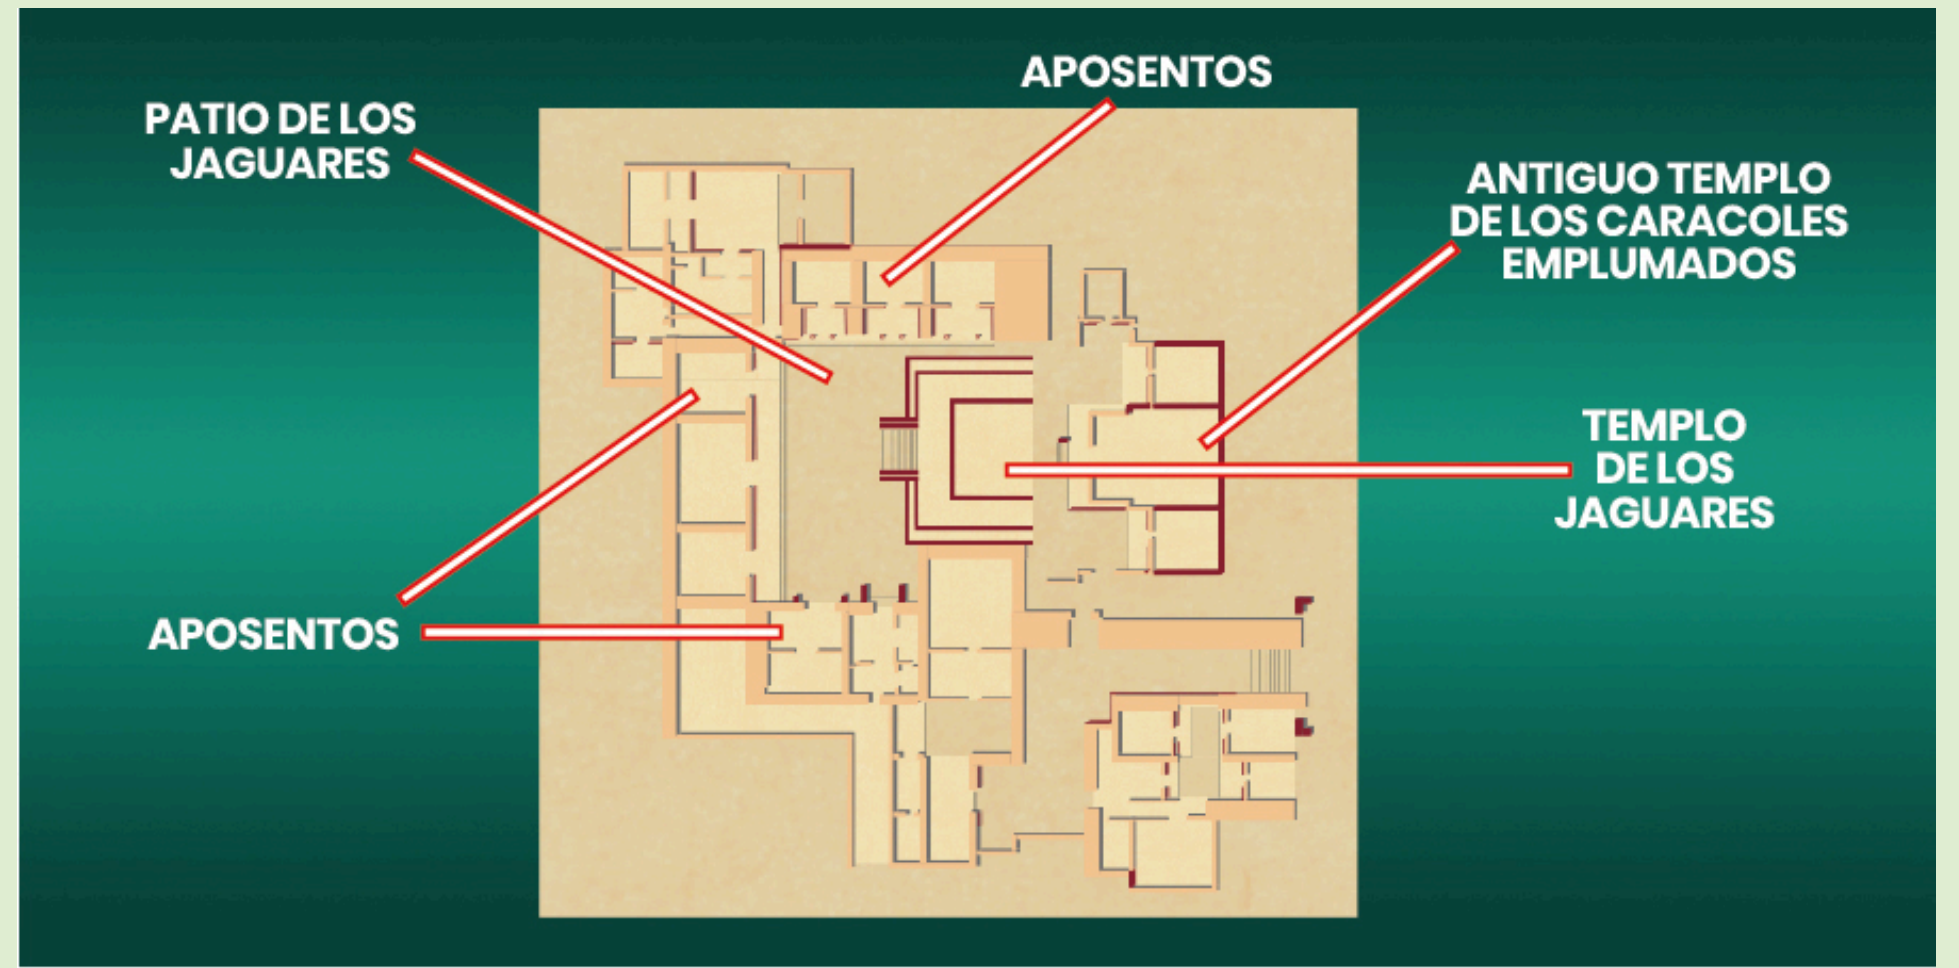 APOSENTOS
PATIO DE LOS
JAGUARES
ANTIGUO TEMPLO
DE LOS CARACOLES
EMPLUMADOS
TEMPLO
DE LOS
JAGUARES
APOSENTOS